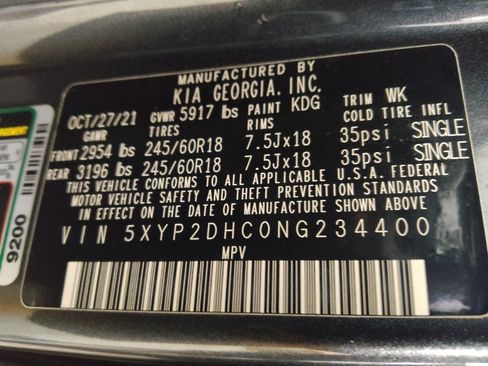 MANUFACTURED BY
KIA GEORGIA. INC.
OCT/27/21 GVWR 5917 lbs PAINT KDG TRIM WK
GAWR TIRES RIMS COLD TIRE INFL
FRONT 2954 lbs 245/60R18 7.5Jx18 35psi SINGLE
REAR 3196 lbs 245/60R18 7.5Jx18 35psi SINGLE
THIS VEHICLE CONFORMS TO ALL APPLICABLE U.S.A. FEDERAL
MOTOR VEHICLE SAFETY AND THEFT PREVENTION STANDARDS
IN EFFECT ON THE DATE OF MANUFACTURE SHOWN ABOVE
VIN 5XYP2DHC0NG234400
MPV
9200